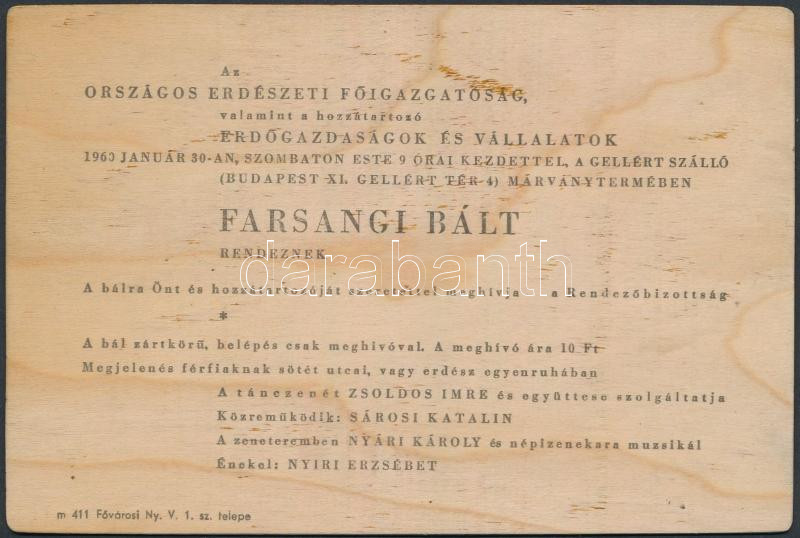 Az
ORSZÁGOS ERDÉSZETI FŐIGAZGATÓSÁG,
valamint a hozzátartozó
ERDŐGAZDASÁGOK ÉS VÁLLALATOK
1960 JANUÁR 30-AN, SZOMBATON ESTE 9 ÓRAI KEZDETTEL, A GELLÉRT SZÁLLÓ
(BUDAPEST XI. GELLÉRT TÉR 4) MÁRVÁNYTERMÉBEN
FARSANGI BÁLT
RENDEZNEK
darabanth
A bálra Önt és hozzátartozóját szeretettel meghívja a Rendezőbizottság
*
A bál zártkörű, belépés csak meghivóval. A meghívó ára 10 Ft
Megjelenés férfiaknak sötét utcai, vagy erdész egyenruhában
A tánczenét ZSOLDOS IMRE és együttese szolgáltatja
Közreműködik: SÁROSI KATALIN
A zeneteremben NYÁRI KÁROLY és népizenekara muzsikál
Énekel: NYIRI ERZSÉBET
m 411 Fővárosi Ny. V. 1. sz. telepe